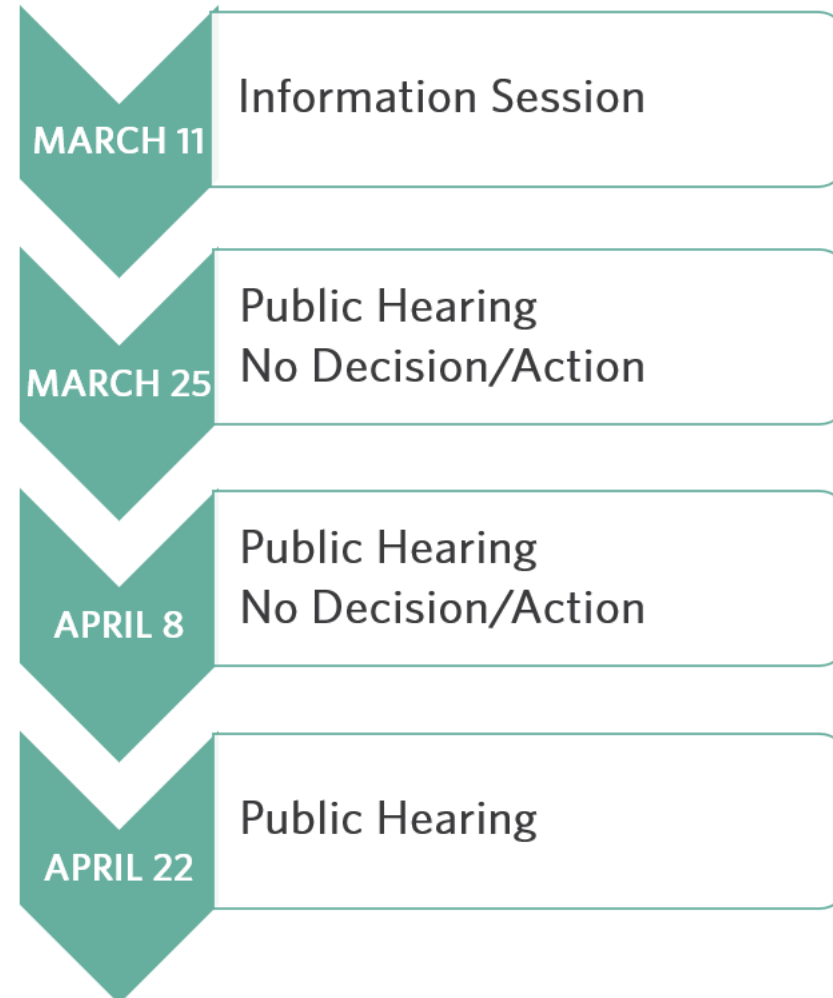 MARCH 11
Information Session
MARCH 25
Public Hearing
No Decision/Action
APRIL 8
Public Hearing
No Decision/Action
APRIL 22
Public Hearing